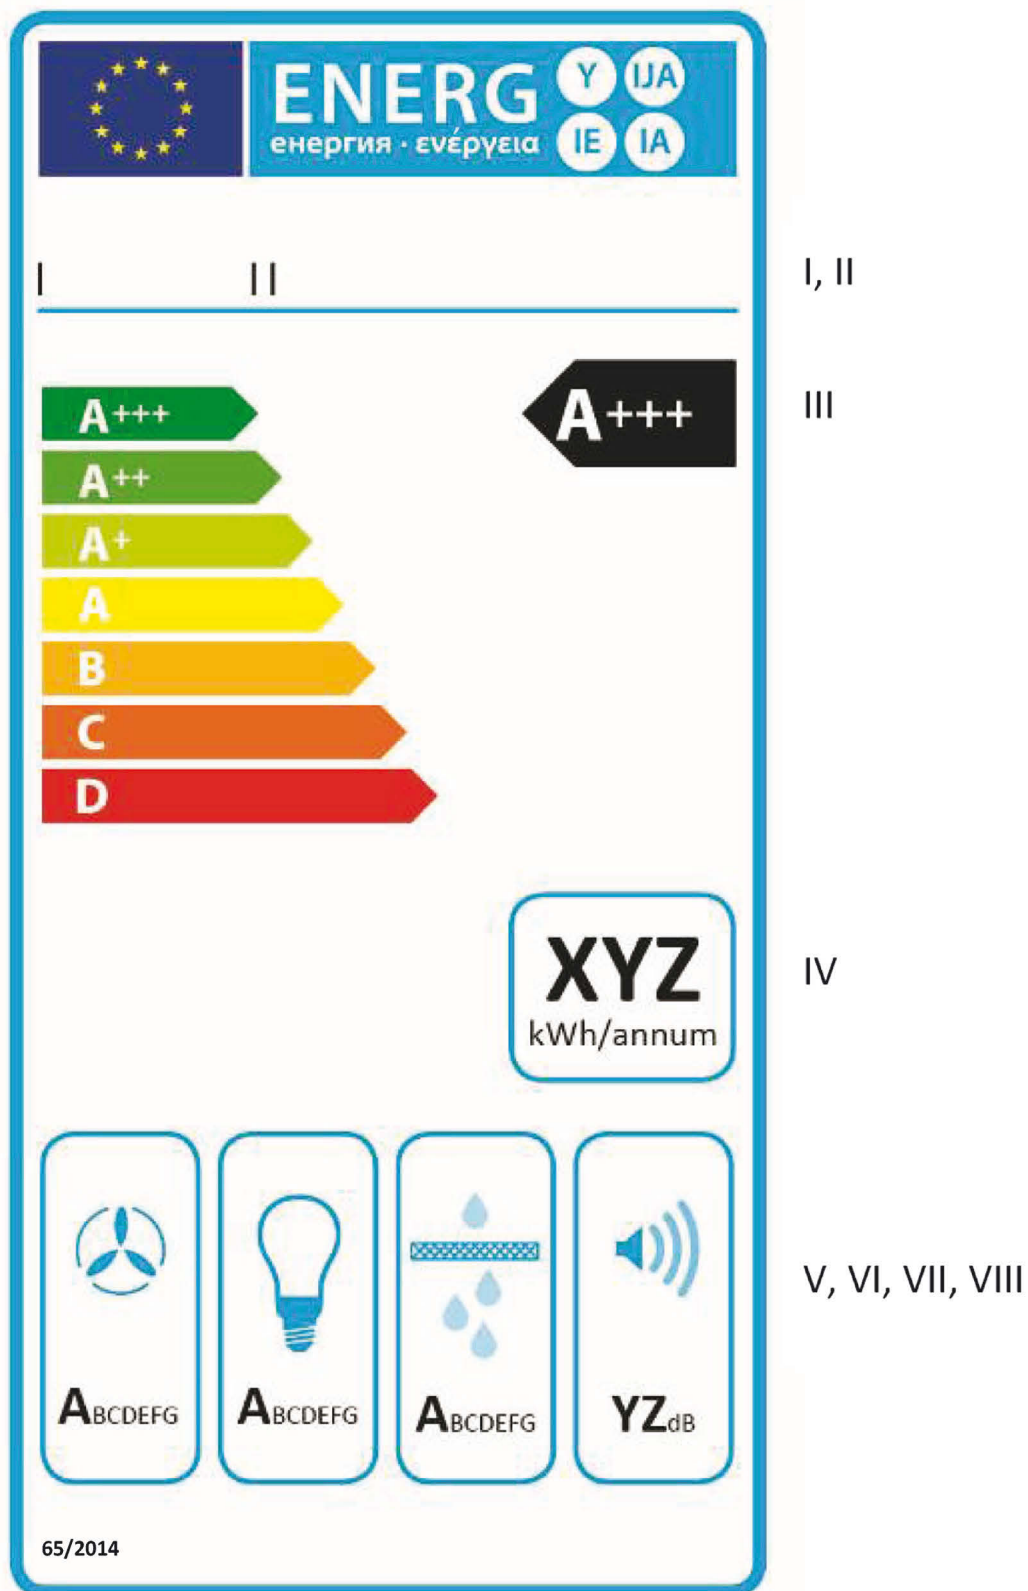 ENERG Y IJA
енергия · ενέργεια IE IA
I II I, II
A+++ A+++ III
A++
A+
A
B
C
D
XYZ IV
kWh/annum
V, VI, VII, VIII
ABCDEFG ABCDEFG ABCDEFG YZdB
65/2014